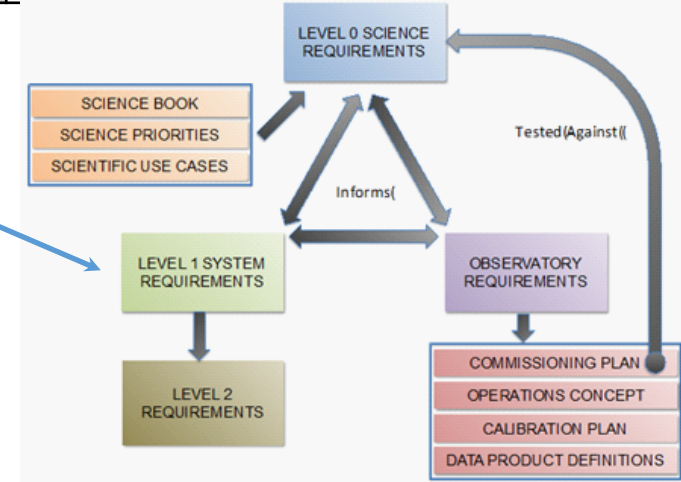 LEVEL 0 SCIENCE
REQUIREMENTS
SCIENCE BOOK
SCIENCE PRIORITIES
SCIENTIFIC USE CASES
Tested(Against((
Informs(
LEVEL 1 SYSTEM
REQUIREMENTS
OBSERVATORY
REQUIREMENTS
LEVEL 2
REQUIREMENTS
COMMISSIONING PLAN
OPERATIONS CONCEPT
CALIBRATION PLAN
DATA PRODUCT DEFINITIONS